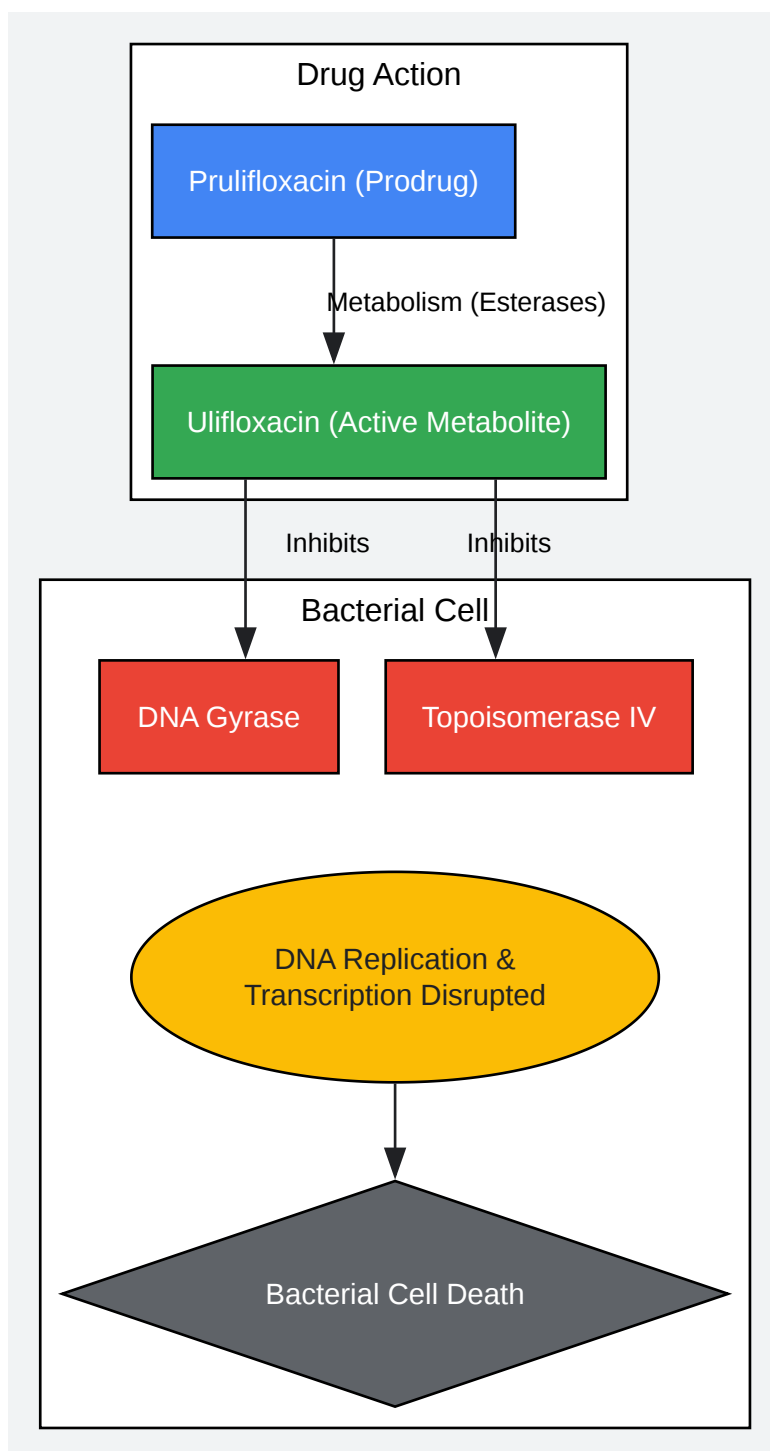 Drug Action
Prulifloxacin (Prodrug)
Metabolism (Esterases)
Ulifloxacin (Active Metabolite)
Inhibits
Inhibits
Bacterial Cell
DNA Gyrase
Topoisomerase IV
DNA Replication &
Transcription Disrupted
Bacterial Cell Death